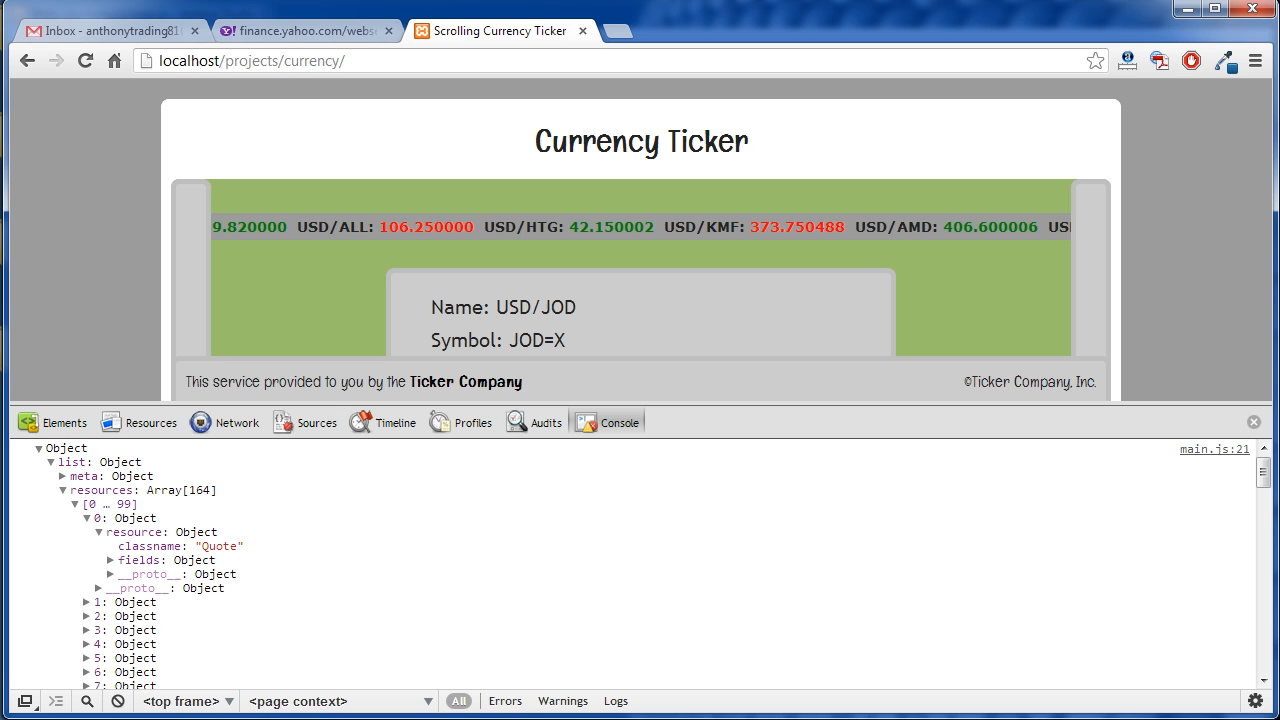 Inbox - anthonytrading81
finance.yahoo.com/webs
Scrolling Currency Ticker
localhost/projects/currency/
Currency Ticker
9.820000 USD/ALL: 106.250000 USD/HTG: 42.150002 USD/KMF: 373.750488 USD/AMD: 406.600006
Name: USD/JOD
Symbol: JOD=X
This service provided to you by the Ticker Company
©Ticker Company, Inc.
Elements Resources Network Sources Timeline Profiles Audits Console
Object main.js:21
list: Object
meta: Object
resources: Array[164]
[0 … 99]
0: Object
resource: Object
classname: "Quote"
fields: Object
__proto__: Object
__proto__: Object
1: Object
2: Object
3: Object
4: Object
5: Object
6: Object
7: Object
<top frame> <page context> All Errors Warnings Logs